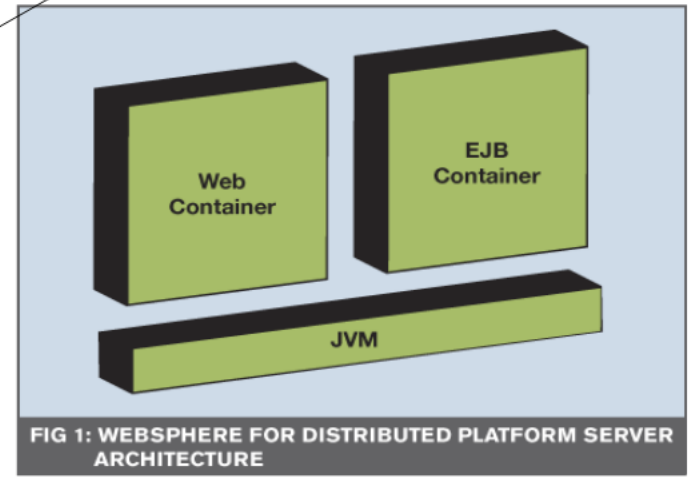 Web
Container
EJB
Container
JVM
FIG 1: WEBSPHERE FOR DISTRIBUTED PLATFORM SERVER
ARCHITECTURE